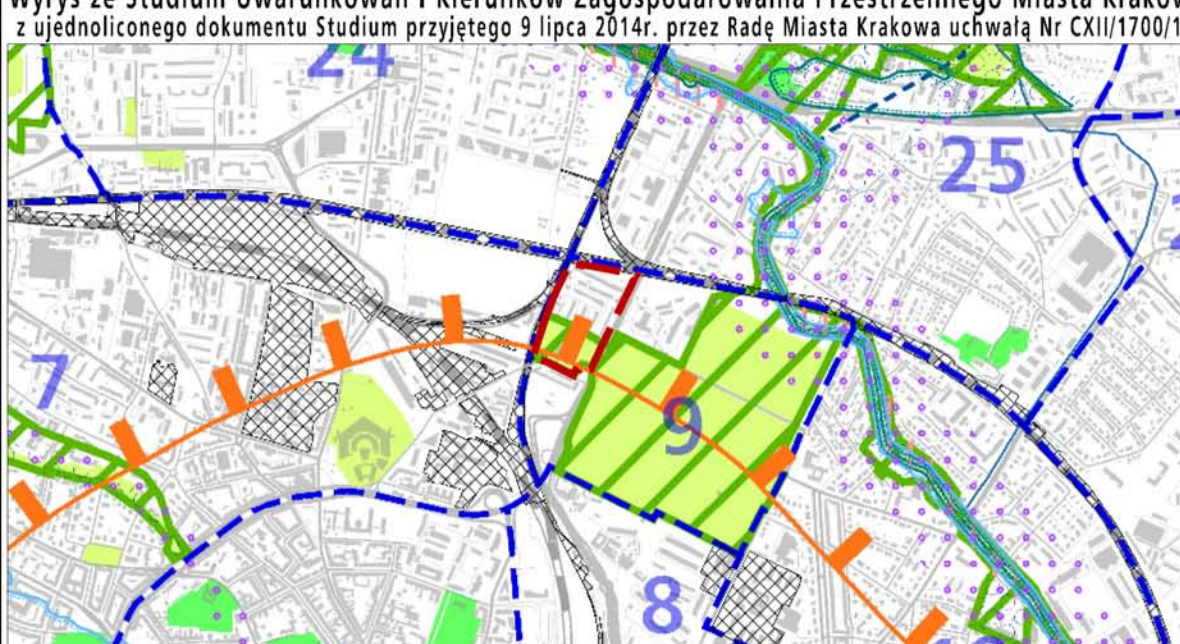 Wyrys ze Studium Uwarunkowań i Kierunków Zagospodarowania Przestrzennego Miasta Krakow
z ujednoliconego dokumentu Studium przyjętego 9 lipca 2014r. przez Radę Miasta Krakowa uchwałą Nr CXII/1700/1
24
25
7
9
8